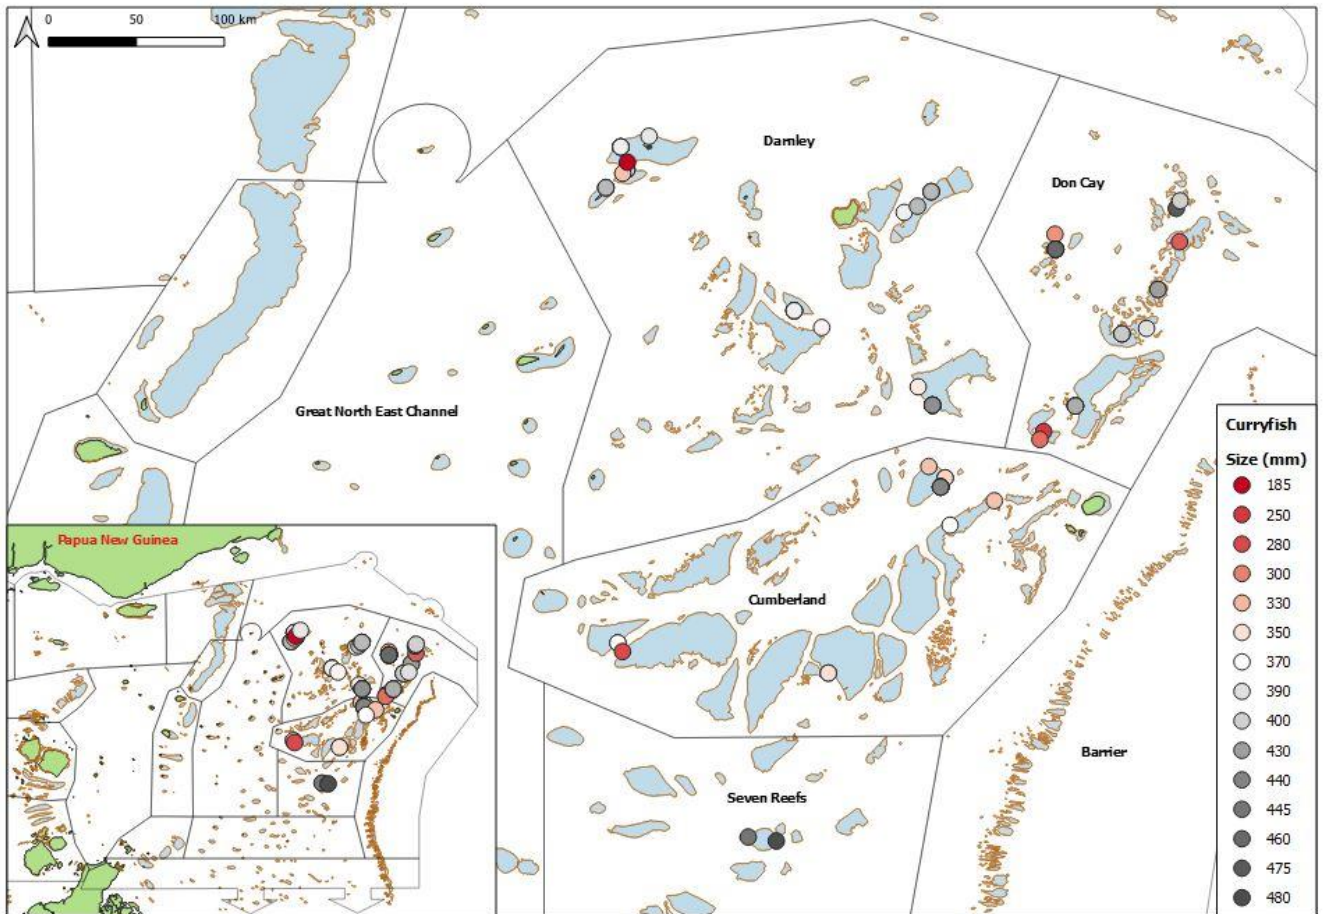 0 50 100 km
Darnley
Don Cay
Great North East Channel
Cumberland
Barrier
Seven Reefs
Papua New Guinea
Curryfish
Size (mm)
185
250
280
300
330
350
370
390
400
430
440
445
460
475
480